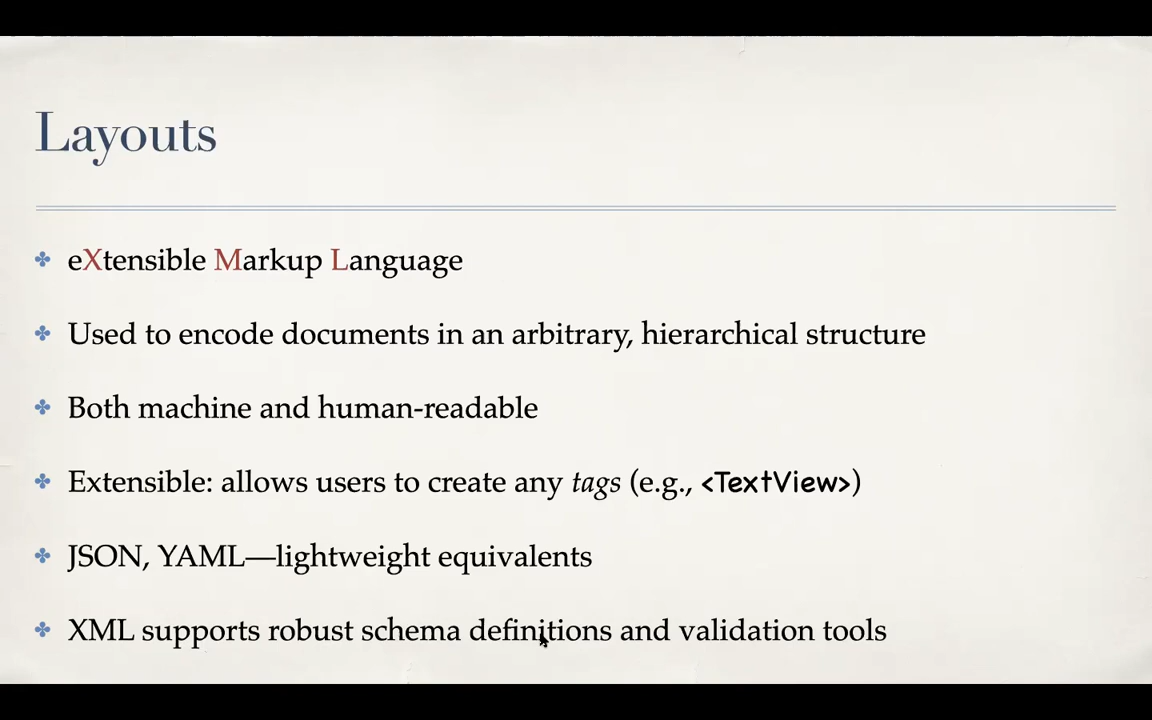 Layouts
eXtensible Markup Language
Used to encode documents in an arbitrary, hierarchical structure
Both machine and human-readable
Extensible: allows users to create any tags (e.g., <TextView>)
JSON, YAML—lightweight equivalents
XML supports robust schema definitions and validation tools